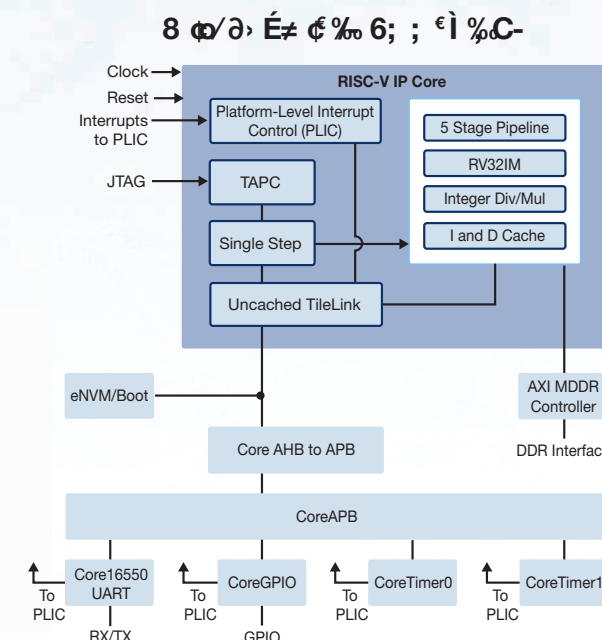 Clock
RISC-V IP Core
Reset
Platform-Level Interrupt
Control (PLIC)
Interrupts
to PLIC
5 Stage Pipeline
RV32IM
JTAG
TAPC
Integer Div/Mul
Single Step
I and D Cache
Uncached TileLink
eNVM/Boot
AXI MDDR
Controller
Core AHB to APB
DDR Interfac
CoreAPB
To
PLIC
Core16550
UART
To
PLIC
CoreGPIO
To
PLIC
CoreTimer0
To
PLIC
CoreTimer1
RX/TX
GPIO